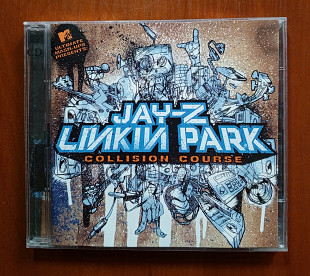 MTV
ULTIMATE
MASH-UPS
PRESENTS
JAY-Z
LINKIN PARK
COLLISION COURSE